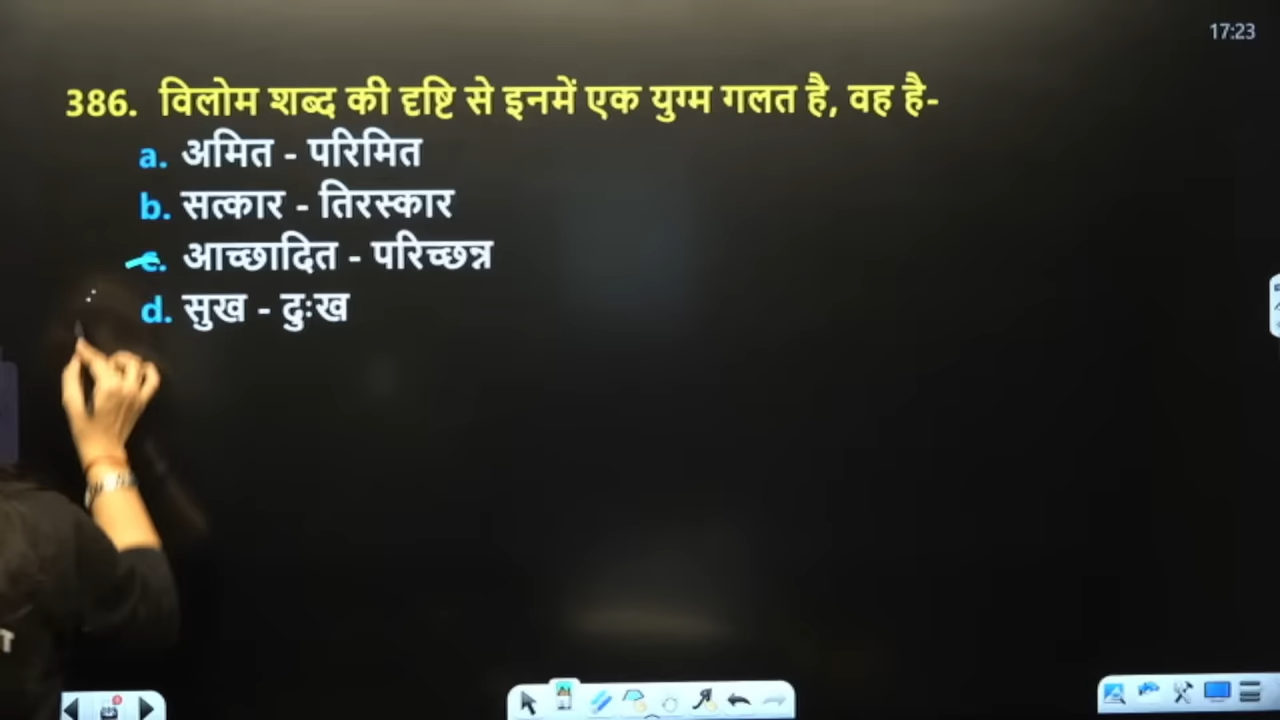 17:23
386. विलोम शब्द की दृष्टि से इनमें एक युग्म गलत है, वह है-
a. अमित - परिमित
b. सत्कार - तिरस्कार
c. आच्छादित - परिच्छन्न
d. सुख - दुःख